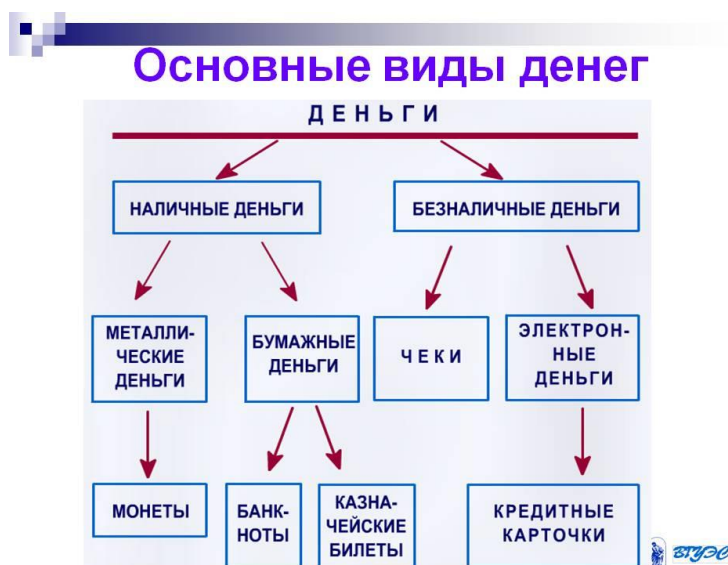 Основные виды денег
ДЕНЬГИ
НАЛИЧНЫЕ ДЕНЬГИ
БЕЗНАЛИЧНЫЕ ДЕНЬГИ
МЕТАЛЛИ-
ЧЕСКИЕ
ДЕНЬГИ
БУМАЖНЫЕ
ДЕНЬГИ
ЧЕКИ
ЭЛЕКТРОН-
НЫЕ
ДЕНЬГИ
МОНЕТЫ
БАНК-
НОТЫ
КАЗНА-
ЧЕЙСКИЕ
БИЛЕТЫ
КРЕДИТНЫЕ
КАРТОЧКИ
ВГУЭС